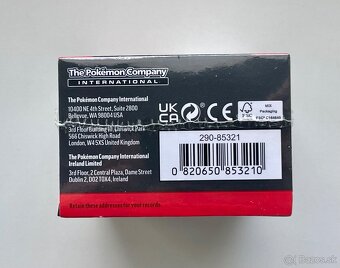 The Pokémon Company
INTERNATIONAL
The Pokémon Company International
10400 NE 4th Street, Suite 2800
Bellevue, WA 98004 USA
3rd Floor Building 10, Chiswick Park
566 Chiswick High Road
London, W4 5XS United Kingdom
The Pokémon Company International
Ireland Limited
3rd Floor, 2 Central Plaza, Dame Street
Dublin 2, D02 T0X4, Ireland
Retain these addresses for your records.
UK
CA
CE
FSC
MIX
Packaging
290-85321
0 820650 853210
Bazos.sk